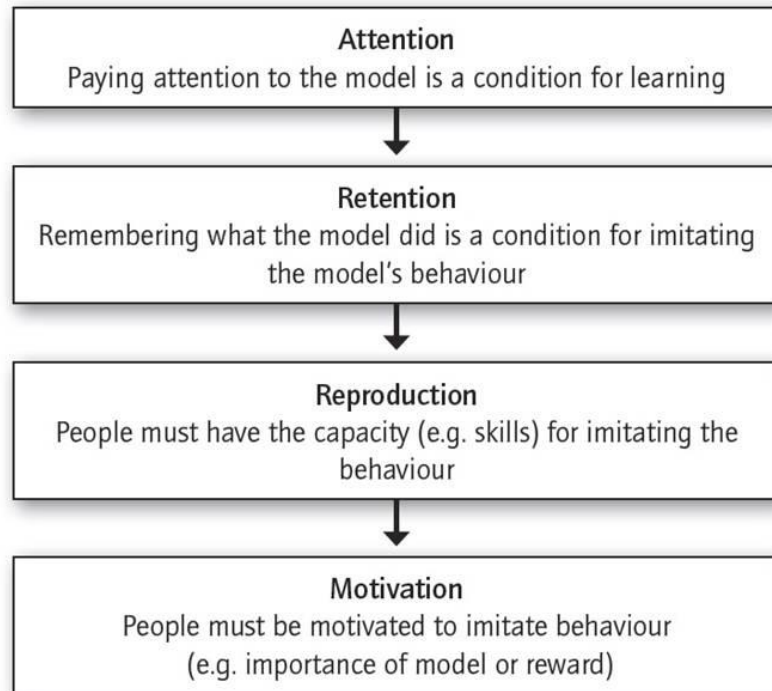 Attention
Paying attention to the model is a condition for learning
Retention
Remembering what the model did is a condition for imitating
the model's behaviour
Reproduction
People must have the capacity (e.g. skills) for imitating the
behaviour
Motivation
People must be motivated to imitate behaviour
(e.g. importance of model or reward)